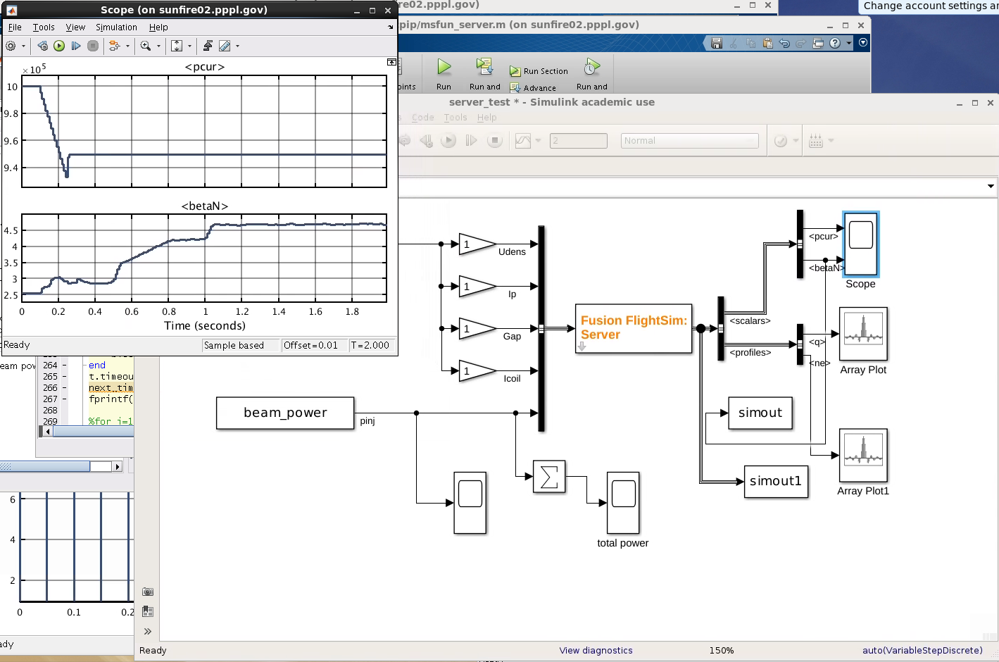 Scope (on sunfire02.pppl.gov)
re02.pppl.gov)
Change account settings ar
File Tools View Simulation Help
pip/msfun_server.m (on sunfire02.pppl.gov)
oints Run Run and Run Section Advance Run and
<pcur>
×10^5
10
9.8
9.6
9.4
<betaN>
4.5
4
3.5
3
2.5
0 0.2 0.4 0.6 0.8 1 1.2 1.4 1.6 1.8
Time (seconds)
Ready Sample based Offset=0.01 T=2.000
server_test * - Simulink academic use
s Code Tools Help
2 Normal
1 Udens
1 Ip
1 Gap
1 Icoil
Fusion FlightSim:
Server
<scalars>
<profiles>
<pcur>
<betaN>
Scope
<q>
<ne>
Array Plot
simout
simout1
Array Plot1
beam_power
pinj
total power
eam pov
264 - end
265 - t.timeou
266 - next_tim
267 - fprintf(
268
269 %for i=1
6
4
2
0 0.1 0.2
ady
Ready View diagnostics 150% auto(VariableStepDiscrete)